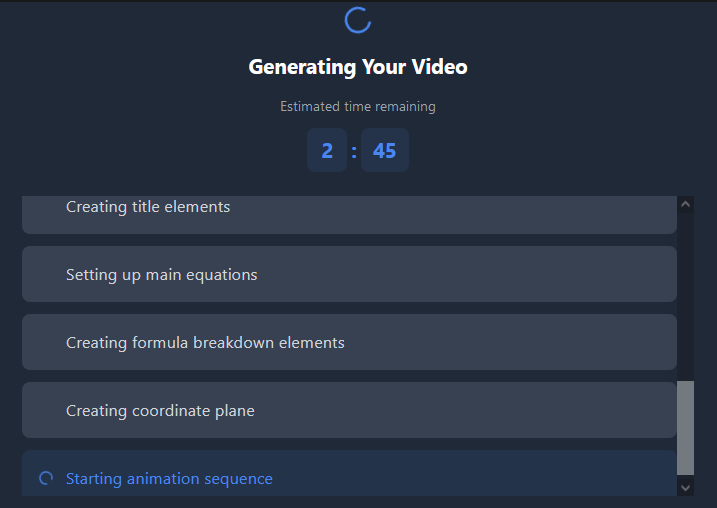 Generating Your Video
Estimated time remaining
2 : 45
Creating title elements
Setting up main equations
Creating formula breakdown elements
Creating coordinate plane
Starting animation sequence